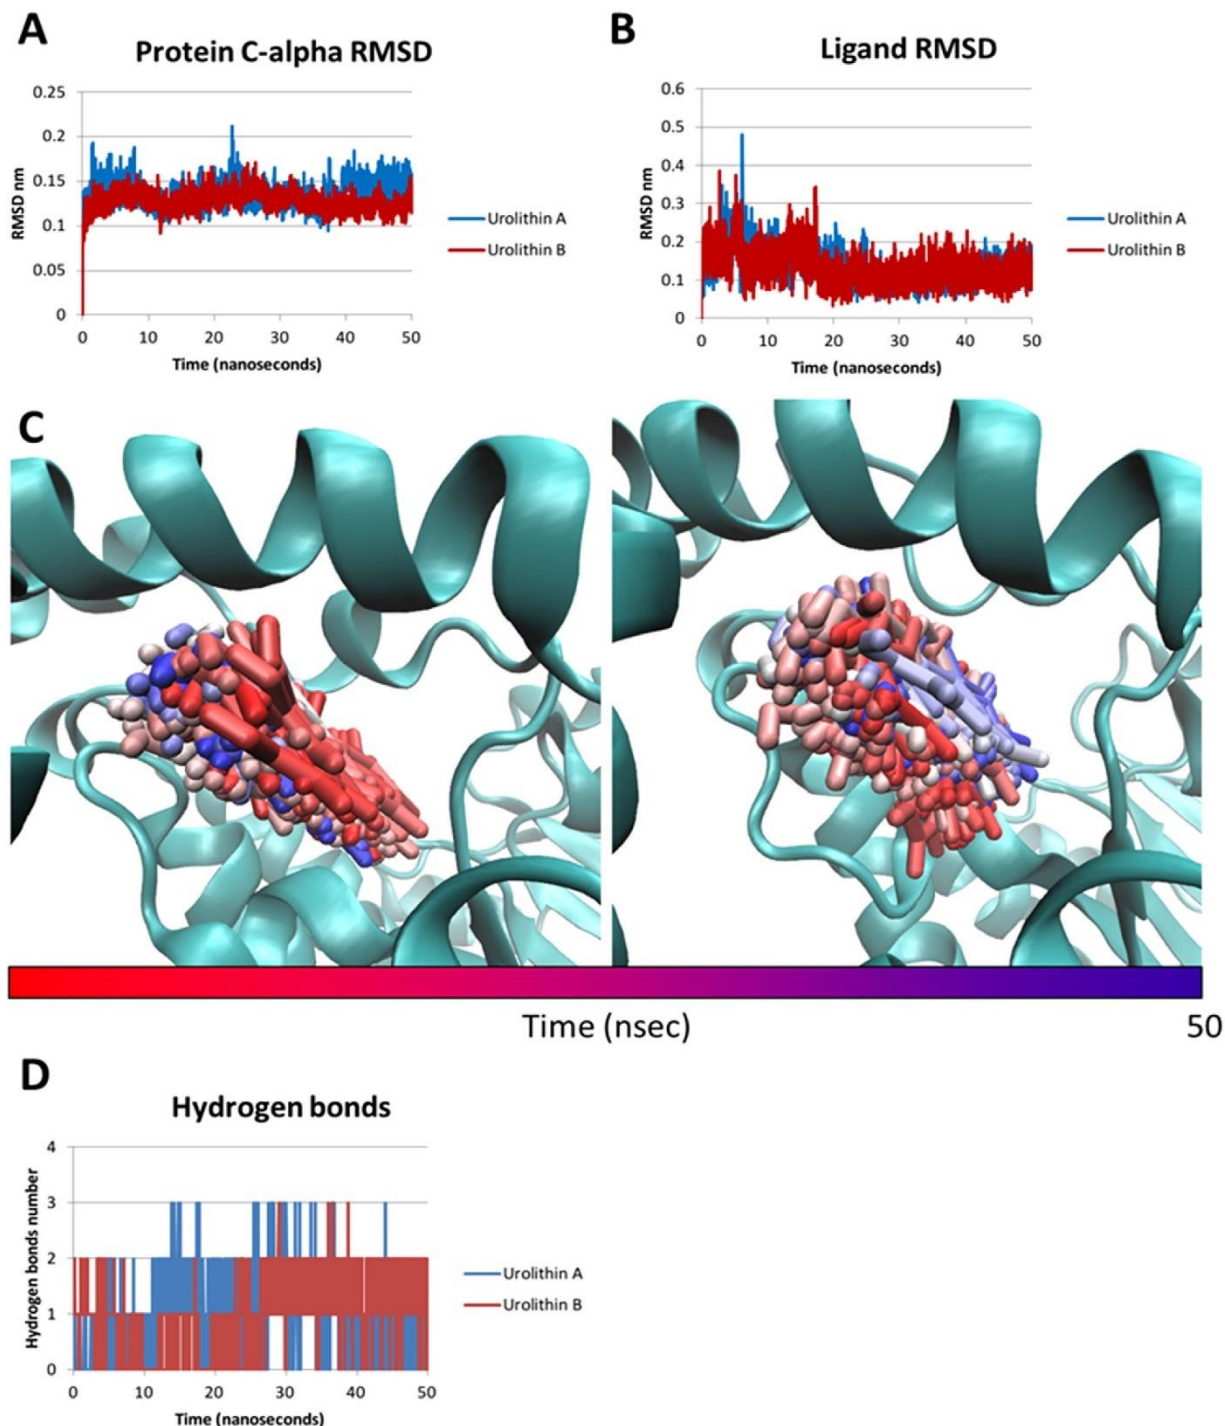 A
Protein C-alpha RMSD
0.25
0.2
0.15
0.1
0.05
0
RMSD nm
0 10 20 30 40 50
Time (nanoseconds)
Urolithin A
Urolithin B
B
Ligand RMSD
0.6
0.5
0.4
0.3
0.2
0.1
0
RMSD nm
0 10 20 30 40 50
Time (nanoseconds)
Urolithin A
Urolithin B
C
Time (nsec)
50
D
Hydrogen bonds
4
3
2
1
0
Hydrogen bonds number
0 10 20 30 40 50
Time (nanoseconds)
Urolithin A
Urolithin B